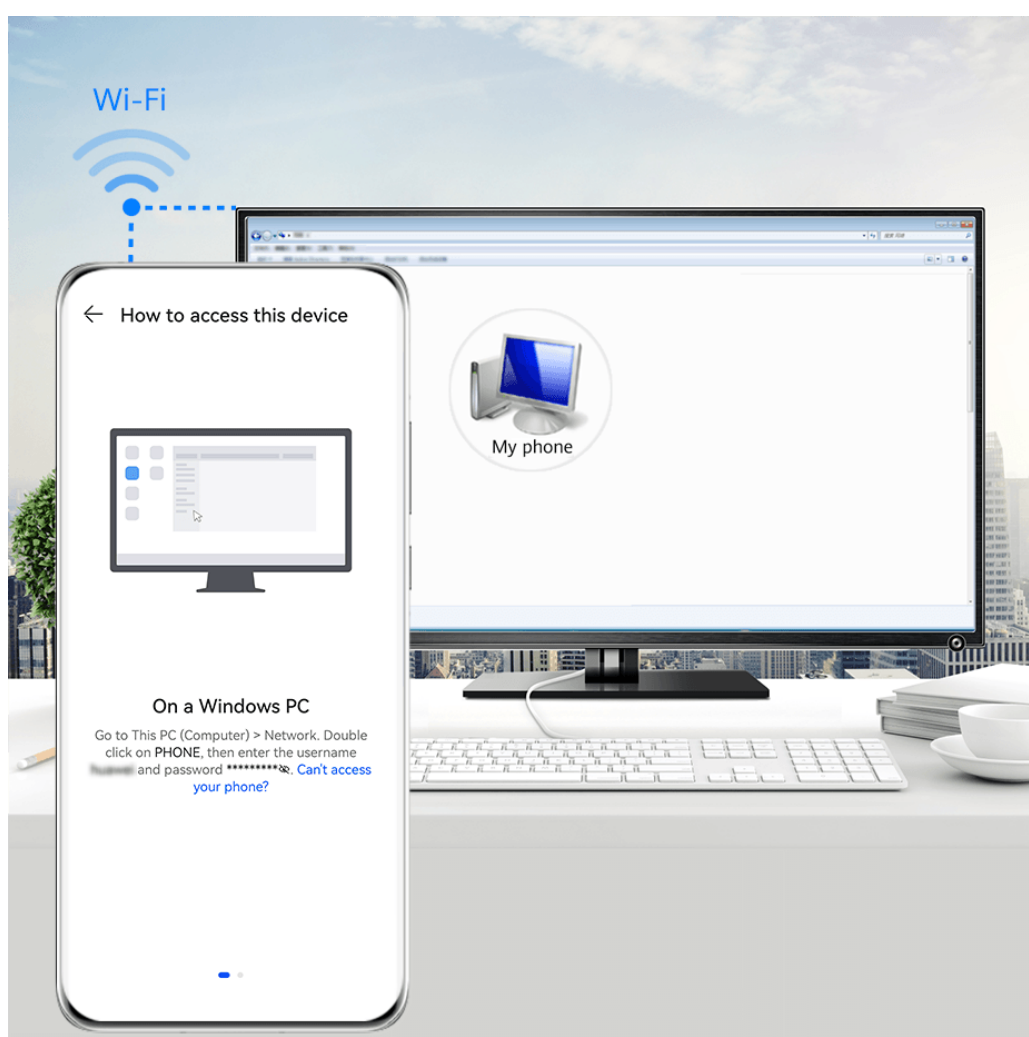 Wi-Fi
How to access this device
My phone
On a Windows PC
Go to This PC (Computer) > Network. Double
click on PHONE, then enter the username
and password *********. Can't access
your phone?